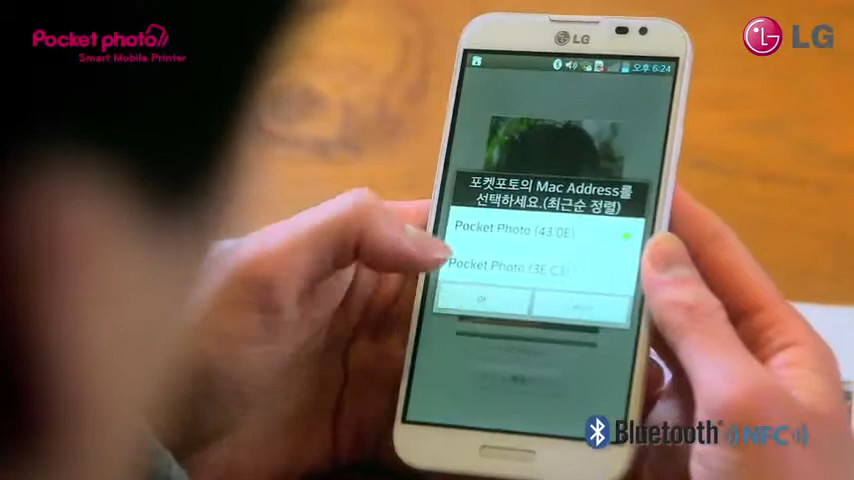 Pocket photo
Smart Mobile Printer
LG
LG
오후 6:24
포켓포토의 Mac Address를
선택하세요.(최근순 정렬)
Pocket Photo (43:0E)
Pocket Photo (3E:C3)
Bluetooth
NFC